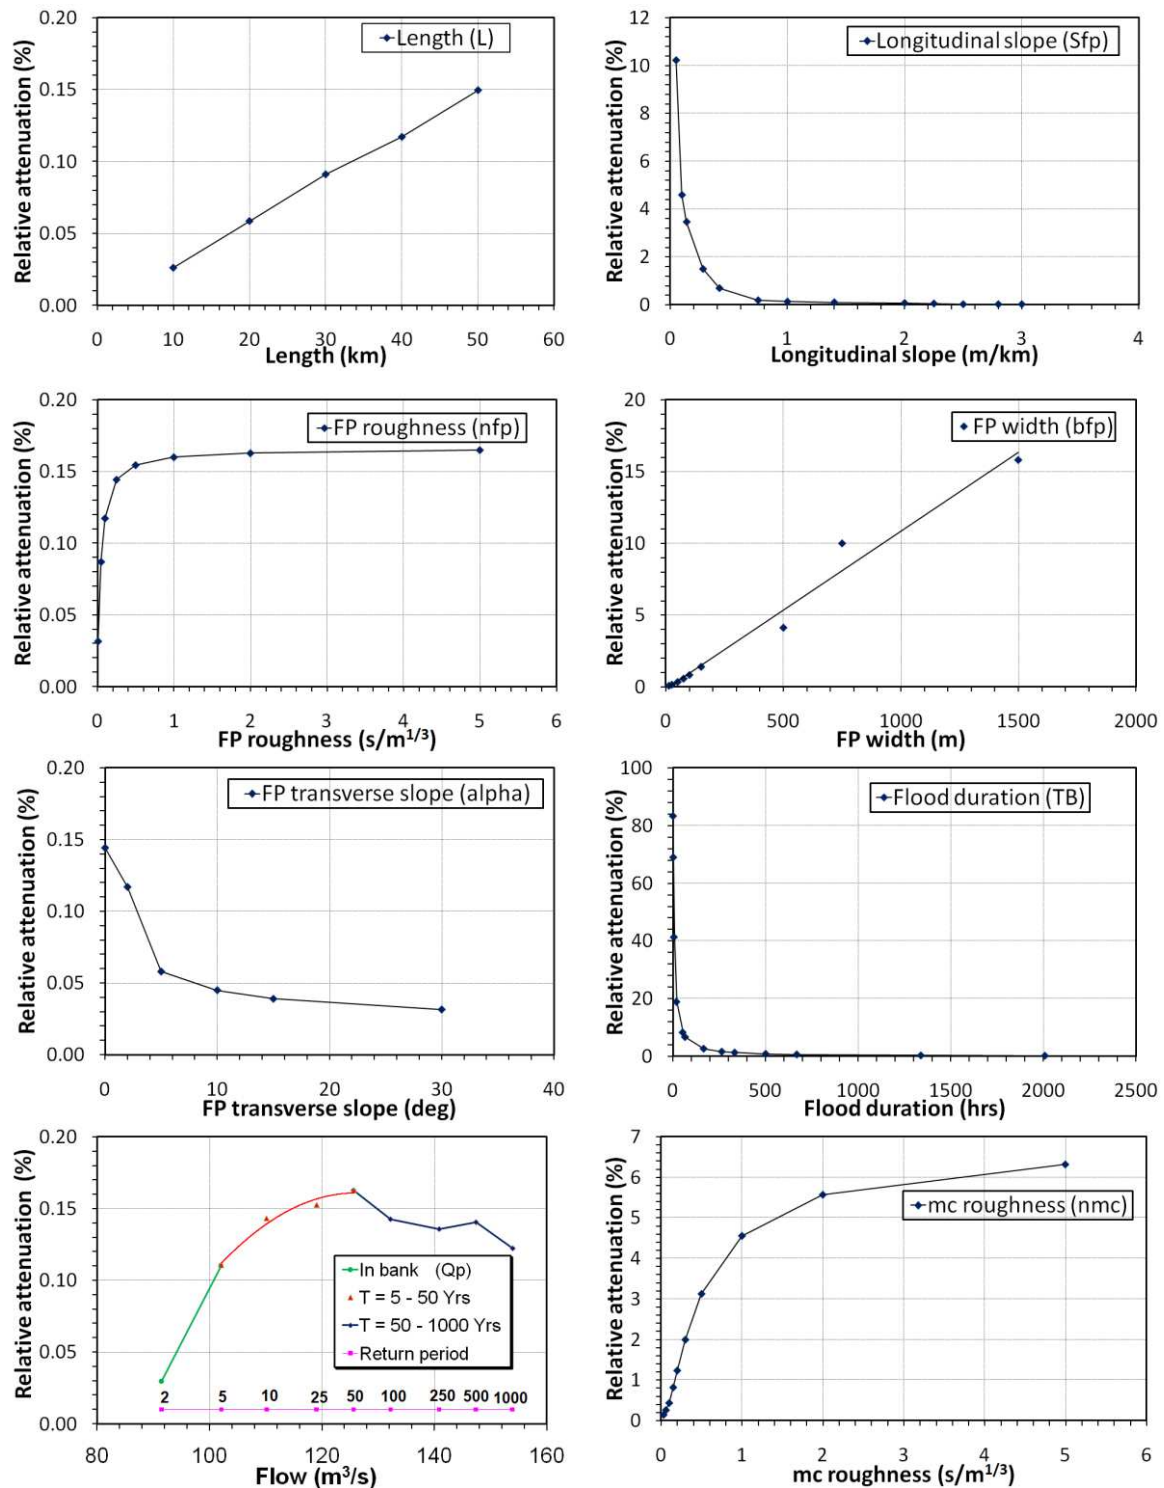 Relative attenuation (%)
0.20
0.15
0.10
0.05
0.00
Length (L)
0 10 20 30 40 50 60
Length (km)
Relative attenuation (%)
12
10
8
6
4
2
0
Longitudinal slope (Sfp)
0 1 2 3 4
Longitudinal slope (m/km)
Relative attenuation (%)
0.20
0.15
0.10
0.05
0.00
FP roughness (nfp)
0 1 2 3 4 5 6
FP roughness (s/m^1/3)
Relative attenuation (%)
20
15
10
5
0
FP width (bfp)
0 500 1000 1500 2000
FP width (m)
Relative attenuation (%)
0.20
0.15
0.10
0.05
0.00
FP transverse slope (alpha)
0 10 20 30 40
FP transverse slope (deg)
Relative attenuation (%)
100
80
60
40
20
0
Flood duration (TB)
0 500 1000 1500 2000 2500
Flood duration (hrs)
Relative attenuation (%)
0.20
0.15
0.10
0.05
0.00
In bank (Qp)
T = 5 - 50 Yrs
T = 50 - 1000 Yrs
Return period
2 5 10 25 50 100 250 500 1000
80 100 120 140 160
Flow (m³/s)
Relative attenuation (%)
7
6
5
4
3
2
1
0
mc roughness (nmc)
0 1 2 3 4 5 6
mc roughness (s/m^1/3)